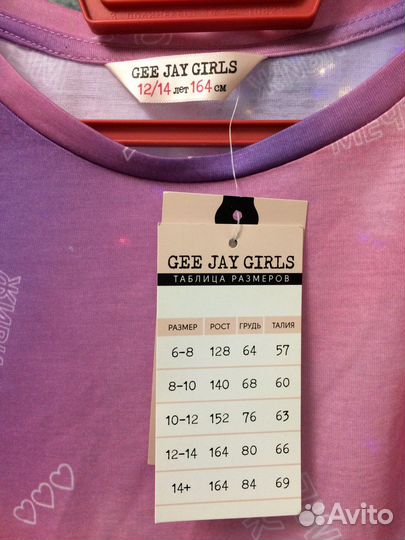 GEE JAY GIRLS
12/14 лет 164 см
GEE JAY GIRLS
ТАБЛИЦА РАЗМЕРОВ
РАЗМЕР РОСТ ГРУДЬ ТАЛИЯ
6-8 128 64 57
8-10 140 68 60
10-12 152 76 63
12-14 164 80 66
14+ 164 84 69
Avito